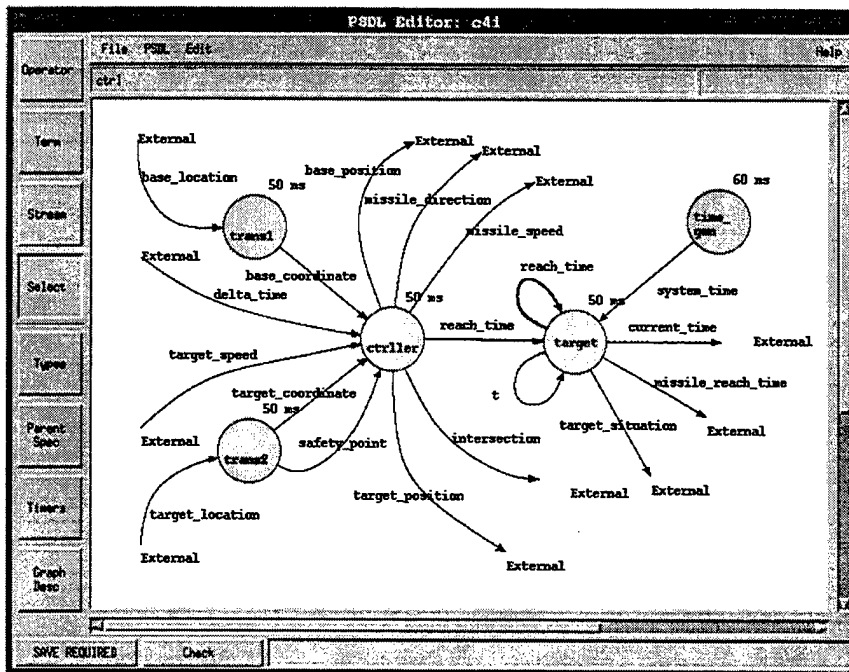 PSDL Editor: c4i
File PSDL Edit Help
Operator
Term
Stream
Select
Types
Parent
Spec
Timers
Graph
Desc
ctrl
External
base_location
50 ms
trans1
External
base_coordinate
delta_time
target_speed
External
target_coordinate
50 ms
trans2
safety_point
target_location
External
base_position
External
missile_direction
External
External
missile_speed
50 ms
ctrller
reach_time
intersection
External
target_position
External
60 ms
time_
gen
system_time
reach_time
50 ms
target
t
current_time
External
missile_reach_time
External
target_situation
External
SAVE REQUIRED
Check